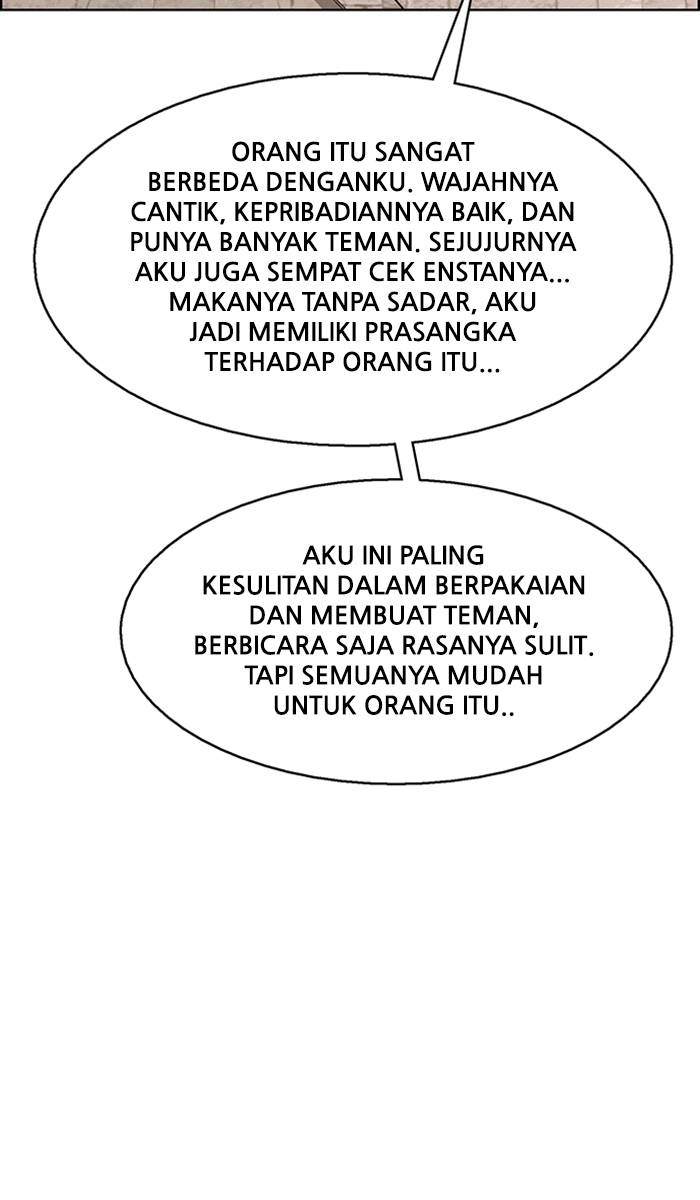 ORANG ITU SANGAT
BERBEDA DENGANKU. WAJAHNYA
CANTIK, KEPRIBADIANNYA BAIK, DAN
PUNYA BANYAK TEMAN. SEJUJURNYA
AKU JUGA SEMPAT CEK ENSTANYA...
MAKANYA TANPA SADAR, AKU
JADI MEMILIKI PRASANGKA
TERHADAP ORANG ITU...
AKU INI PALING
KESULITAN DALAM BERPAKAIAN
DAN MEMBUAT TEMAN,
BERBICARA SAJA RASANYA SULIT.
TAPI SEMUANYA MUDAH
UNTUK ORANG ITU..